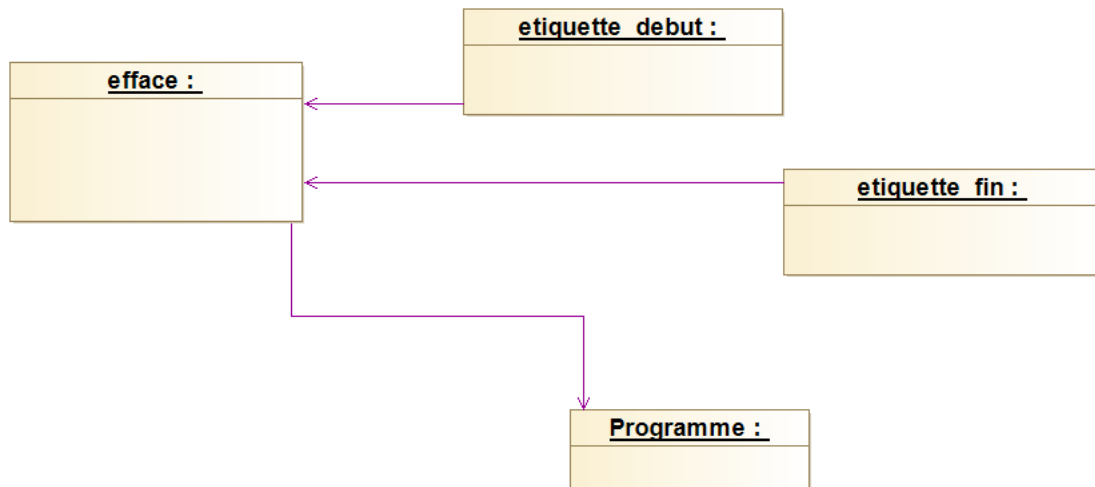 etiquette_debut :
efface :
etiquette_fin :
Programme :